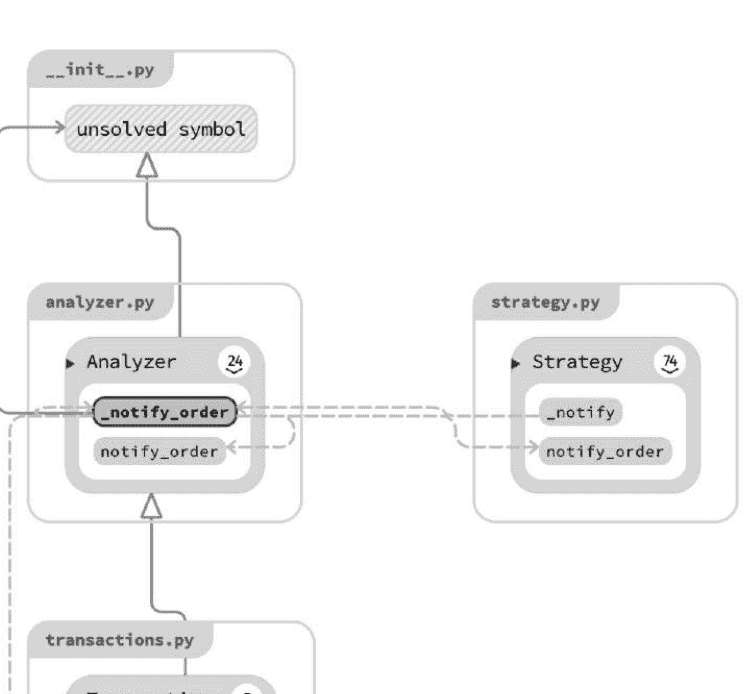 __init__.py
unsolved symbol
analyzer.py
Analyzer 24
_notify_order
notify_order
strategy.py
Strategy 74
_notify
notify_order
transactions.py